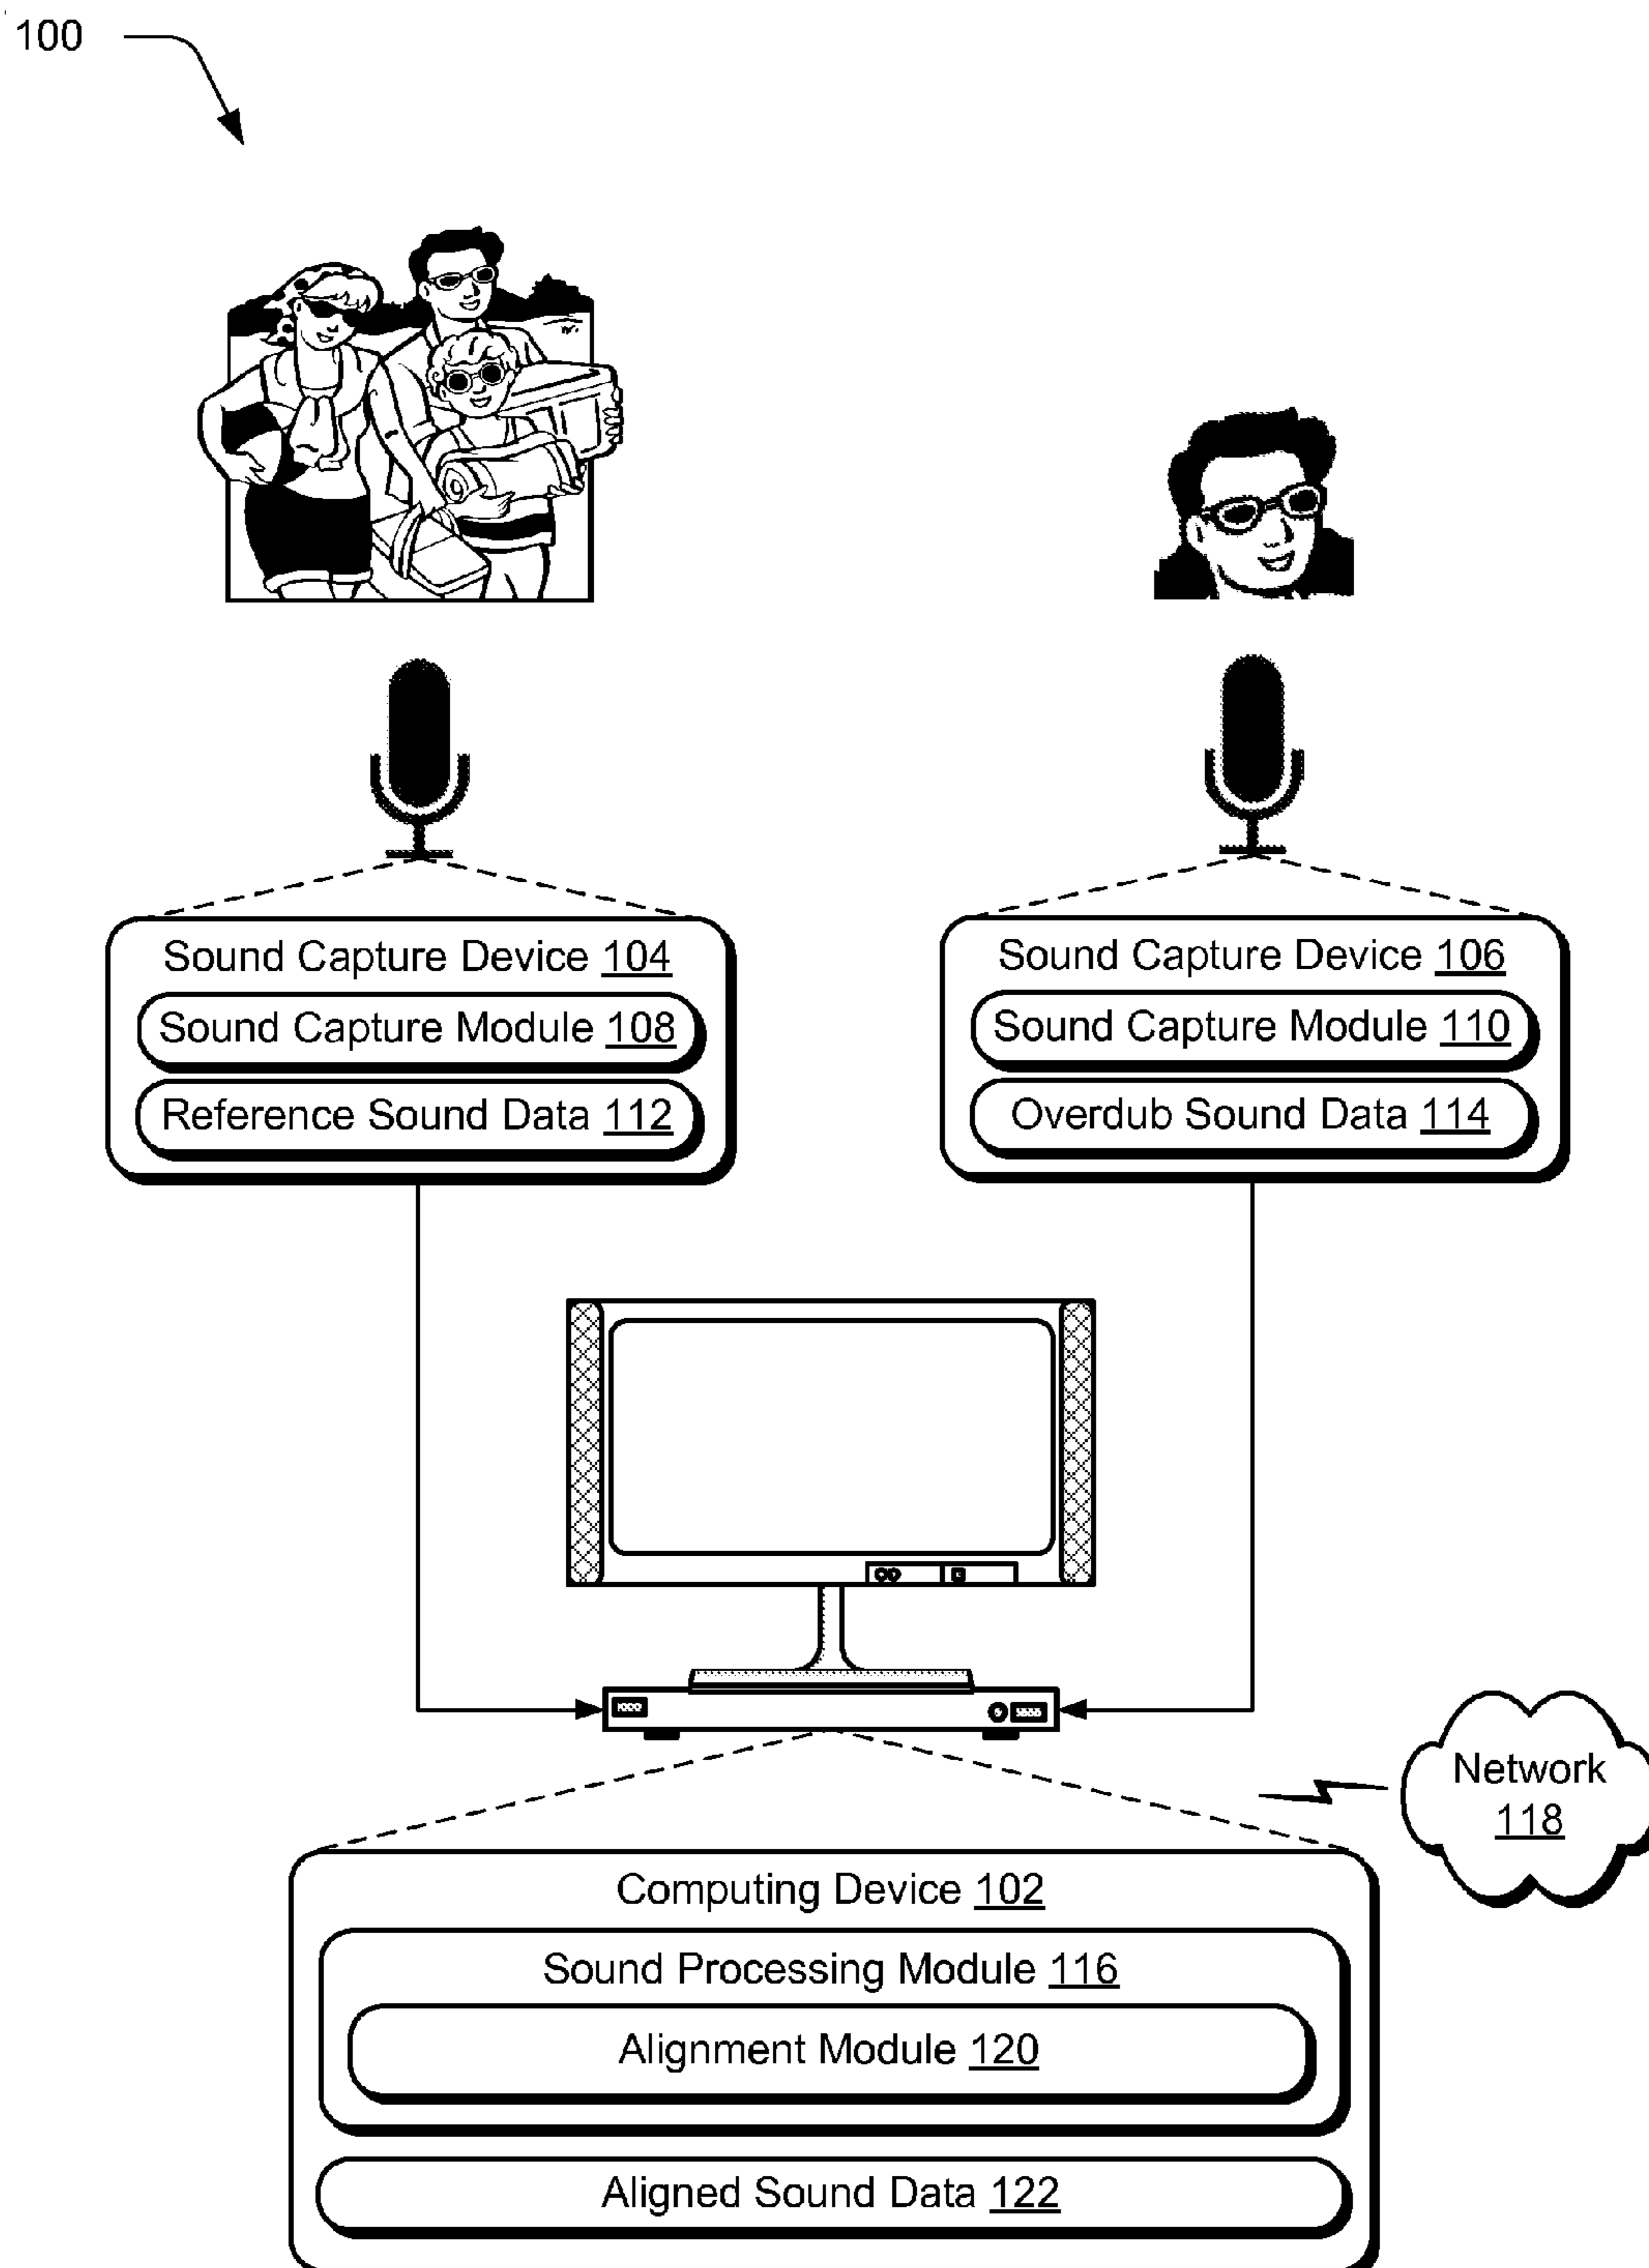 100
Sound Capture Device 104
Sound Capture Module 108
Reference Sound Data 112
Sound Capture Device 106
Sound Capture Module 110
Overdub Sound Data 114
Network
118
Computing Device 102
Sound Processing Module 116
Alignment Module 120
Aligned Sound Data 122